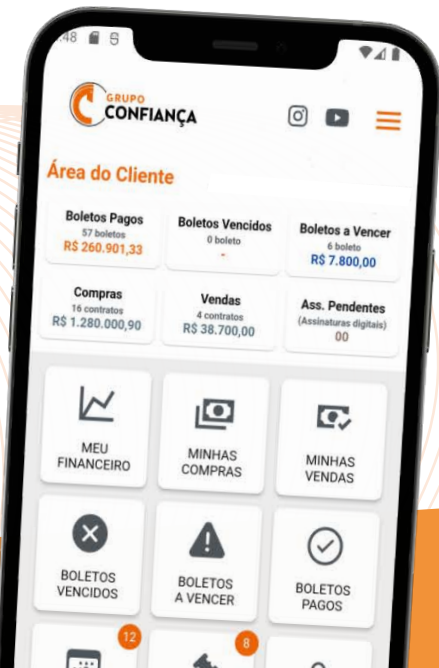 :48
GRUPO
CONFIANÇA
Área do Cliente
Boletos Pagos
57 boletos
R$ 260.901,33
Boletos Vencidos
0 boleto
-
Boletos a Vencer
6 boleto
R$ 7.800,00
Compras
16 contratos
R$ 1.280.000,90
Vendas
4 contratos
R$ 38.700,00
Ass. Pendentes
(Assinaturas digitais)
00
MEU
FINANCEIRO
MINHAS
COMPRAS
MINHAS
VENDAS
BOLETOS
VENCIDOS
BOLETOS
A VENCER
BOLETOS
PAGOS
12
8